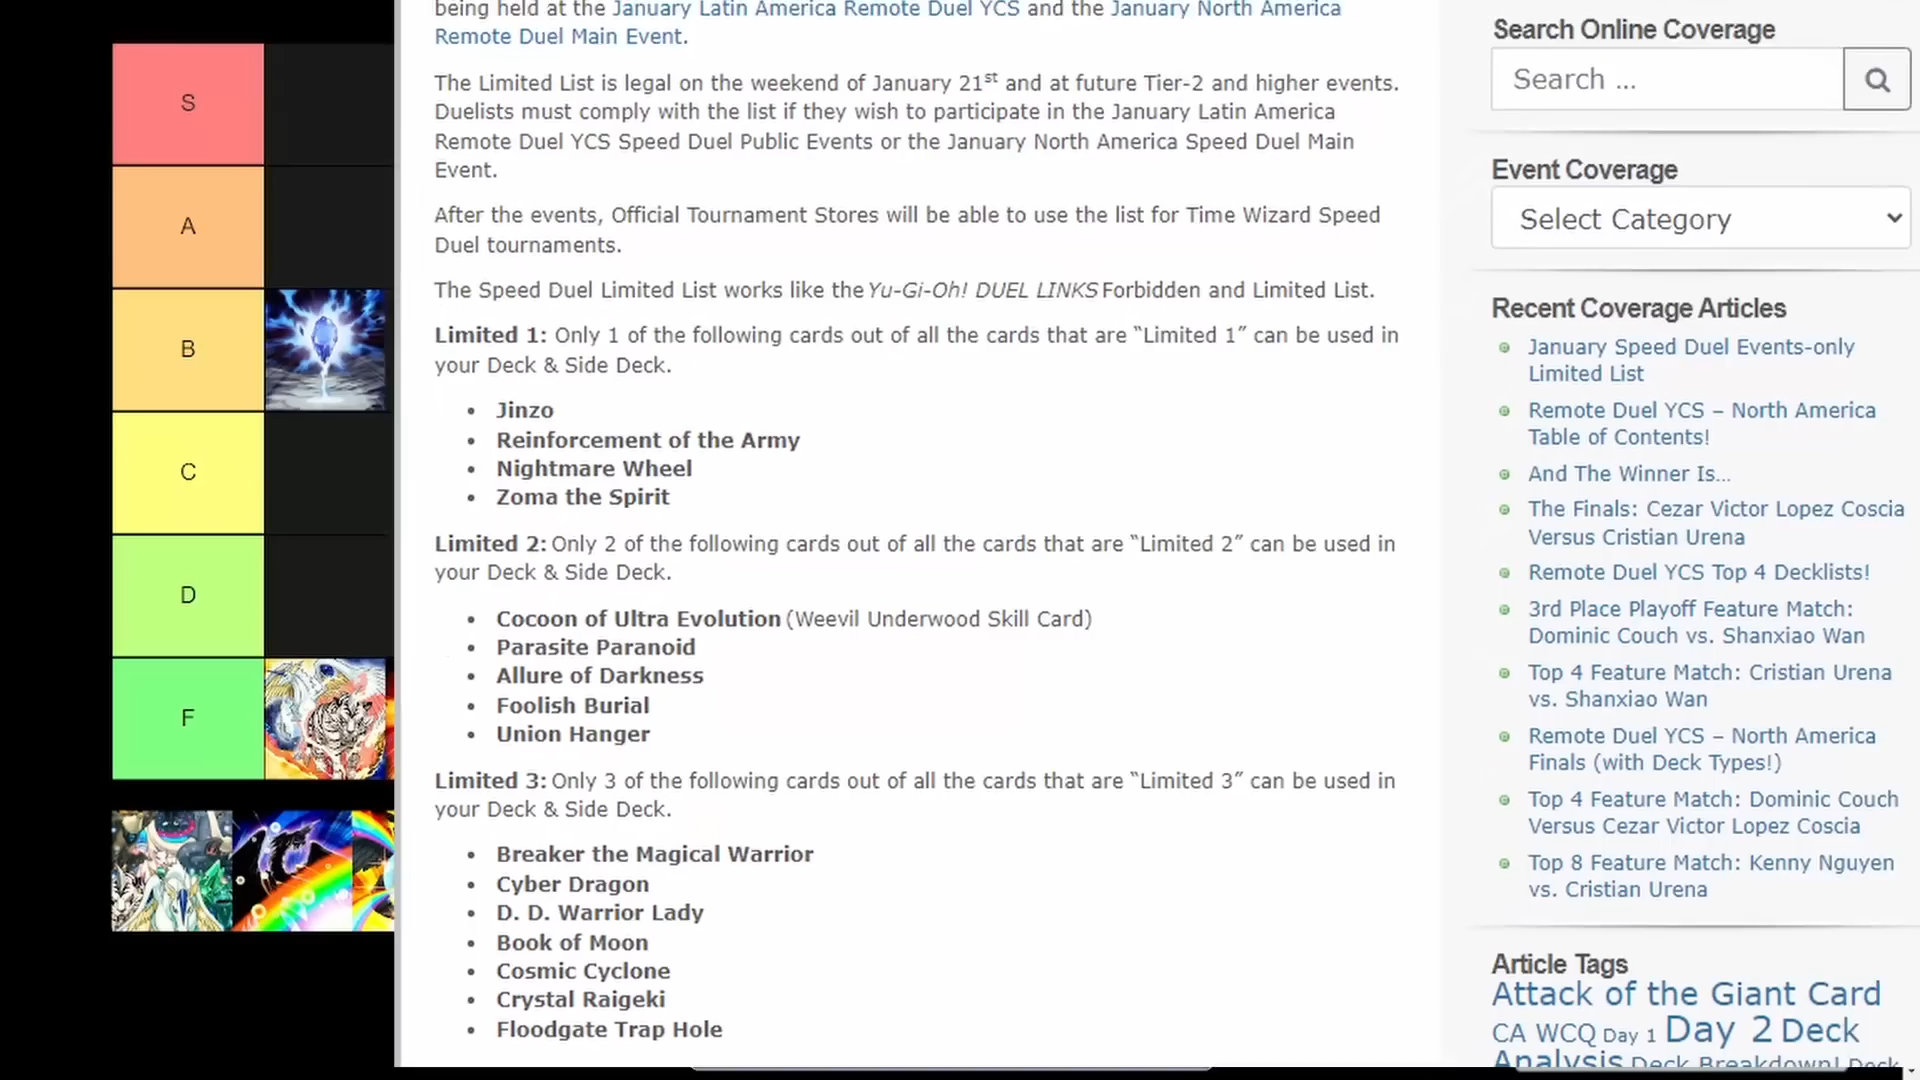 S
A
B
C
D
F
being held at the January Latin America Remote Duel YCS and the January North America
Remote Duel Main Event.
The Limited List is legal on the weekend of January 21st and at future Tier-2 and higher events.
Duelists must comply with the list if they wish to participate in the January Latin America
Remote Duel YCS Speed Duel Public Events or the January North America Speed Duel Main
Event.
After the events, Official Tournament Stores will be able to use the list for Time Wizard Speed
Duel tournaments.
The Speed Duel Limited List works like the Yu-Gi-Oh! DUEL LINKS Forbidden and Limited List.
Limited 1: Only 1 of the following cards out of all the cards that are “Limited 1” can be used in
your Deck & Side Deck.
• Jinzo
• Reinforcement of the Army
• Nightmare Wheel
• Zoma the Spirit
Limited 2: Only 2 of the following cards out of all the cards that are “Limited 2” can be used in
your Deck & Side Deck.
• Cocoon of Ultra Evolution (Weevil Underwood Skill Card)
• Parasite Paranoid
• Allure of Darkness
• Foolish Burial
• Union Hanger
Limited 3: Only 3 of the following cards out of all the cards that are “Limited 3” can be used in
your Deck & Side Deck.
• Breaker the Magical Warrior
• Cyber Dragon
• D. D. Warrior Lady
• Book of Moon
• Cosmic Cyclone
• Crystal Raigeki
• Floodgate Trap Hole
Search Online Coverage
Search ...
Event Coverage
Select Category
Recent Coverage Articles
January Speed Duel Events-only
Limited List
Remote Duel YCS – North America
Table of Contents!
And The Winner Is…
The Finals: Cezar Victor Lopez Coscia
Versus Cristian Urena
Remote Duel YCS Top 4 Decklists!
3rd Place Playoff Feature Match:
Dominic Couch vs. Shanxiao Wan
Top 4 Feature Match: Cristian Urena
vs. Shanxiao Wan
Remote Duel YCS – North America
Finals (with Deck Types!)
Top 4 Feature Match: Dominic Couch
Versus Cezar Victor Lopez Coscia
Top 8 Feature Match: Kenny Nguyen
vs. Cristian Urena
Article Tags
Attack of the Giant Card
CA WCQ Day 1 Day 2 Deck
Analysis Deck Breakdown! Deck